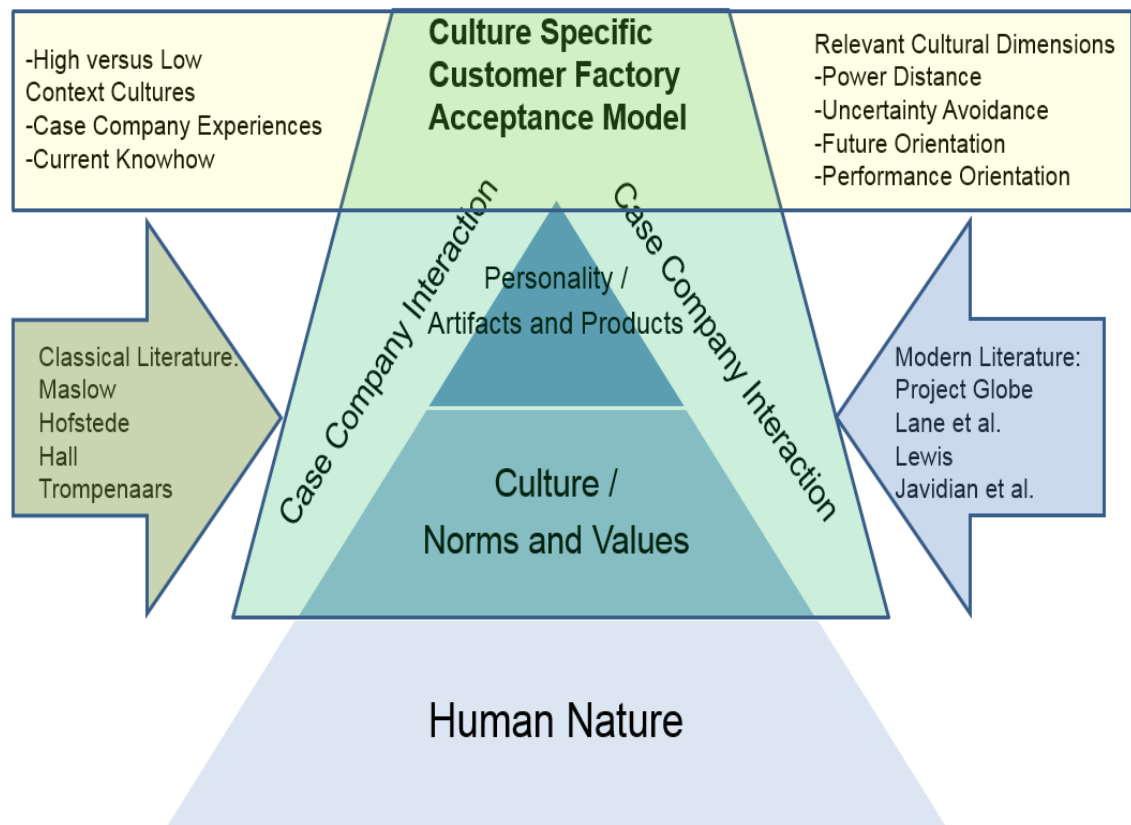 -High versus Low
Context Cultures
-Case Company Experiences
-Current Knowhow
Culture Specific
Customer Factory
Acceptance Model
Relevant Cultural Dimensions
-Power Distance
-Uncertainty Avoidance
-Future Orientation
-Performance Orientation
Case Company Interaction
Case Company Interaction
Personality /
Artifacts and Products
Classical Literature:
Maslow
Hofstede
Hall
Trompenaars
Modern Literature:
Project Globe
Lane et al.
Lewis
Javidian et al.
Culture /
Norms and Values
Human Nature